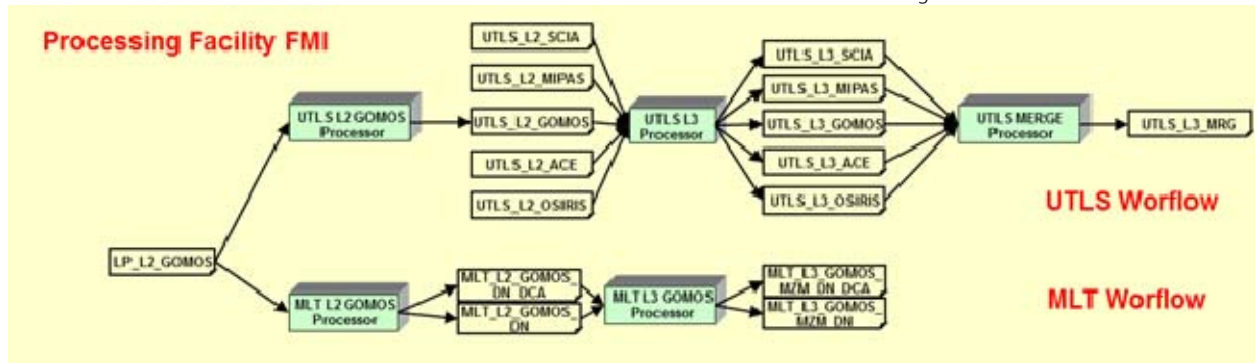 Processing Facility FMI
UTLS_L2_SCIA
UTLS_L2_MIPAS
UTLS L2 GOMOS
Processor
UTLS_L2_GOMOS
UTLS_L2_ACE
UTLS_L2_OSIRIS
UTLS L3
Processor
UTLS_L3_SCIA
UTLS_L3_MIPAS
UTLS_L3_GOMOS
UTLS_L3_ACE
UTLS_L3_OSIRIS
UTLS MERGE
Processor
UTLS_L3_MRG
UTLS Worflow
LP_L2_GOMOS
MLT L2 GOMOS
Processor
MLT_L2_GOMOS_
DN_DCA
MLT_L2_GOMOS_
DN
MLT L3 GOMOS
Processor
MLT_L3_GOMOS_
MZM_DN_DCA
MLT_L3_GOMOS_
MZM_DN
MLT Worflow